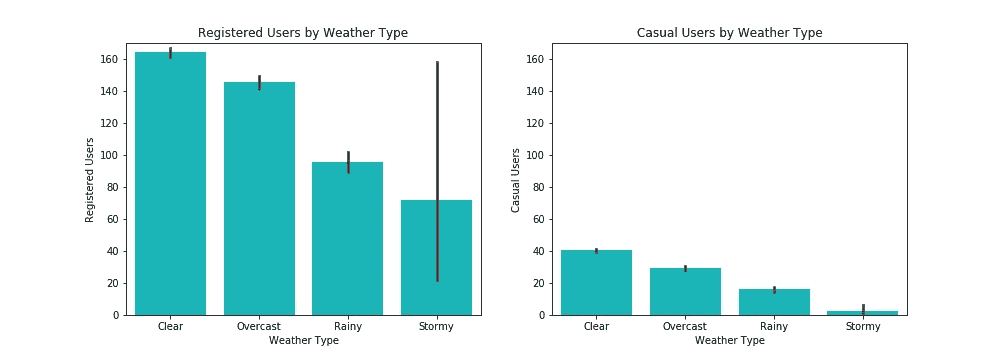 Registered Users by Weather Type
Registered Users
160
140
120
100
80
60
40
20
0
Clear Overcast Rainy Stormy
Weather Type
Casual Users by Weather Type
Casual Users
160
140
120
100
80
60
40
20
0
Clear Overcast Rainy Stormy
Weather Type